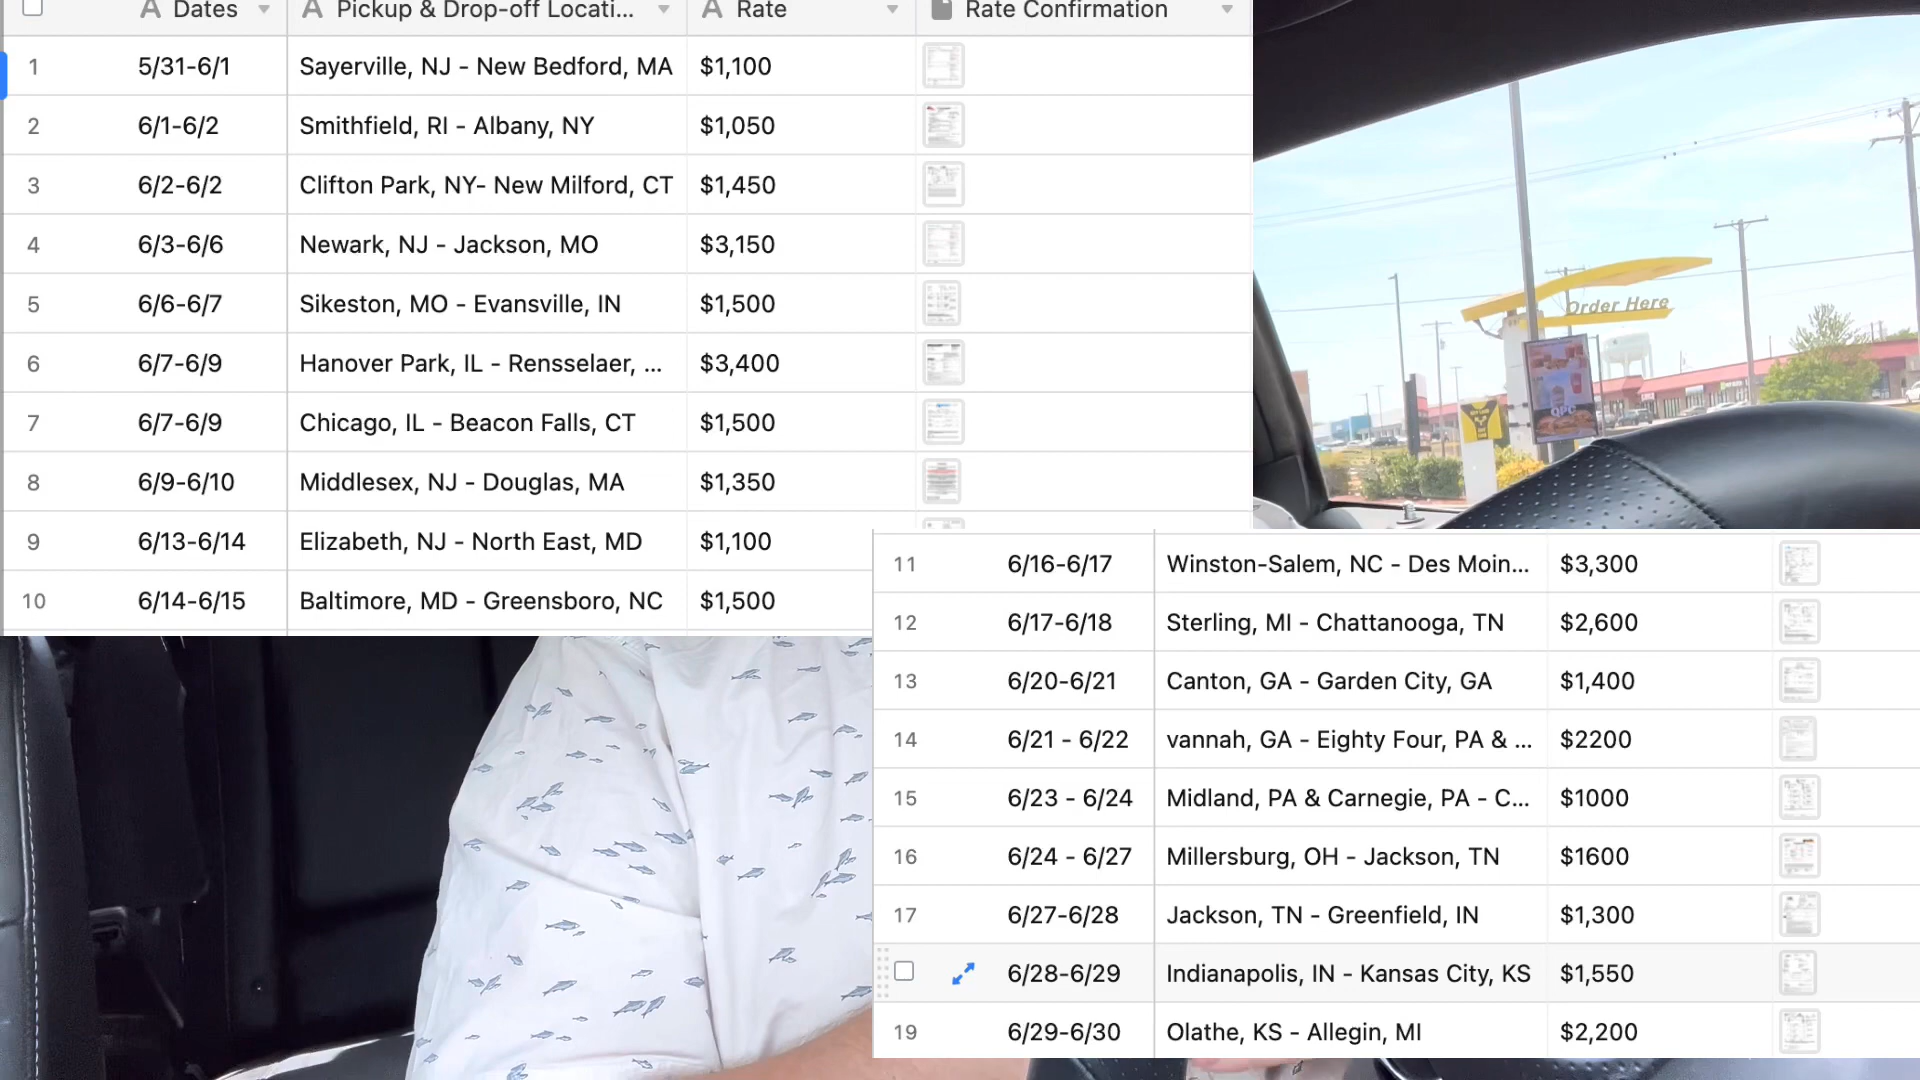 Dates Pickup & Drop-off Locati... Rate Rate Confirmation
1 5/31-6/1 Sayerville, NJ - New Bedford, MA $1,100
2 6/1-6/2 Smithfield, RI - Albany, NY $1,050
3 6/2-6/2 Clifton Park, NY- New Milford, CT $1,450
4 6/3-6/6 Newark, NJ - Jackson, MO $3,150
5 6/6-6/7 Sikeston, MO - Evansville, IN $1,500
6 6/7-6/9 Hanover Park, IL - Rensselaer, ... $3,400
7 6/7-6/9 Chicago, IL - Beacon Falls, CT $1,500
8 6/9-6/10 Middlesex, NJ - Douglas, MA $1,350
9 6/13-6/14 Elizabeth, NJ - North East, MD $1,100
10 6/14-6/15 Baltimore, MD - Greensboro, NC $1,500
Order Here
QPC
11 6/16-6/17 Winston-Salem, NC - Des Moin... $3,300
12 6/17-6/18 Sterling, MI - Chattanooga, TN $2,600
13 6/20-6/21 Canton, GA - Garden City, GA $1,400
14 6/21 - 6/22 vannah, GA - Eighty Four, PA & ... $2200
15 6/23 - 6/24 Midland, PA & Carnegie, PA - C... $1000
16 6/24 - 6/27 Millersburg, OH - Jackson, TN $1600
17 6/27-6/28 Jackson, TN - Greenfield, IN $1,300
6/28-6/29 Indianapolis, IN - Kansas City, KS $1,550
19 6/29-6/30 Olathe, KS - Allegin, MI $2,200